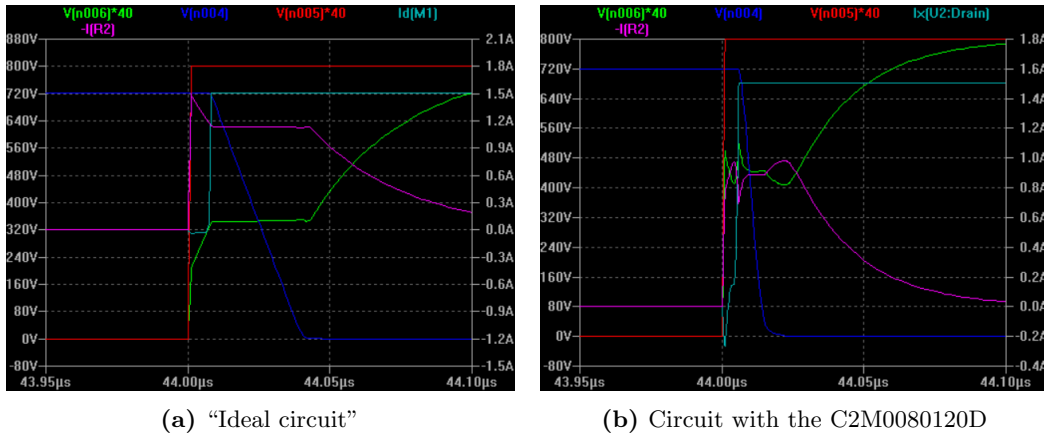 V(n006)*40 V(n004) V(n005)*40 Id(M1)
-I(R2)
880V 2.1A
800V 1.8A
720V 1.5A
640V 1.2A
560V 0.9A
480V 0.6A
400V 0.3A
320V 0.0A
240V -0.3A
160V -0.6A
80V -0.9A
0V -1.2A
-80V -1.5A
43.95µs 44.00µs 44.05µs 44.10µs
(a) “Ideal circuit”
V(n006)*40 V(n004) V(n005)*40 Ix(U2:Drain)
-I(R2)
800V 1.8A
720V 1.6A
640V 1.4A
560V 1.2A
480V 1.0A
400V 0.8A
320V 0.6A
240V 0.4A
160V 0.2A
80V 0.0A
0V -0.2A
-80V -0.4A
43.95µs 44.00µs 44.05µs 44.10µs
(b) Circuit with the C2M0080120D